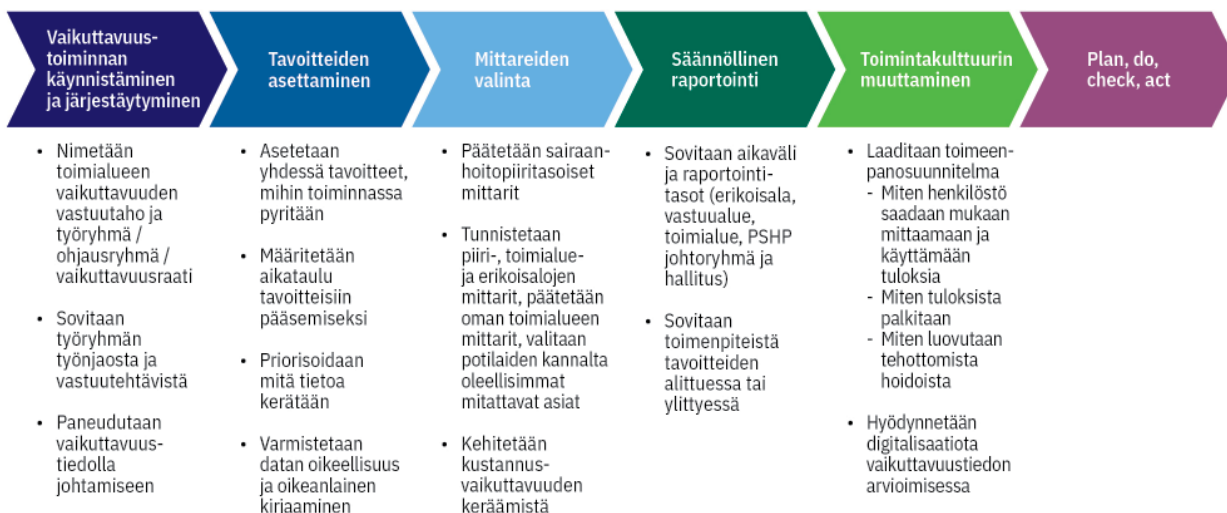 Vaikuttavuus-
toiminnan
käynnistäminen
ja järjestäytyminen
Tavoitteiden
asettaminen
Mittareiden
valinta
Säännöllinen
raportointi
Toimintakulttuurin
muuttaminen
Plan, do,
check, act
• Nimetään
toimialueen
vaikuttavuuden
vastuutaho ja
työryhmä /
ohjausryhmä /
vaikuttavuusraati
• Sovitaan
työryhmän
työnjaosta ja
vastuutehtävistä
• Paneudutaan
vaikuttavuus-
tiedolla
johtamiseen
• Asetetaan
yhdessä tavoitteet,
mihin toiminnassa
pyritään
• Määritetään
aikataulu
tavoitteisiin
pääsemiseksi
• Priorisoidaan
mitä tietoa
kerätään
• Varmistetaan
datan oikeellisuus
ja oikeanlainen
kirjaaminen
• Päätetään sairaan-
hoitopiiritasoiset
mittarit
• Tunnistetaan
piiri-, toimialue-
ja erikoisalojen
mittarit, päätetään
oman toimialueen
mittarit, valitaan
potilaiden kannalta
oleellisimmat
mitattavat asiat
• Kehitetään
kustannus-
vaikuttavuuden
keräämistä
• Sovitaan aikaväli
ja raportointi-
tasot (erikoisala,
vastuualue,
toimialue, PSHP
johtoryhmä ja
hallitus)
• Sovitaan
toimenpiteistä
tavoitteiden
alittuessa tai
ylittyessä
• Laaditaan toimeen-
panosuunnitelma
- Miten henkilöstö
saadaan mukaan
mittaamaan ja
käyttämään
tuloksia
- Miten tuloksista
palkitaan
- Miten luovutaan
tehottomista
hoidoista
• Hyödynnetään
digitalisaatiota
vaikuttavuustiedon
arvioimisessa